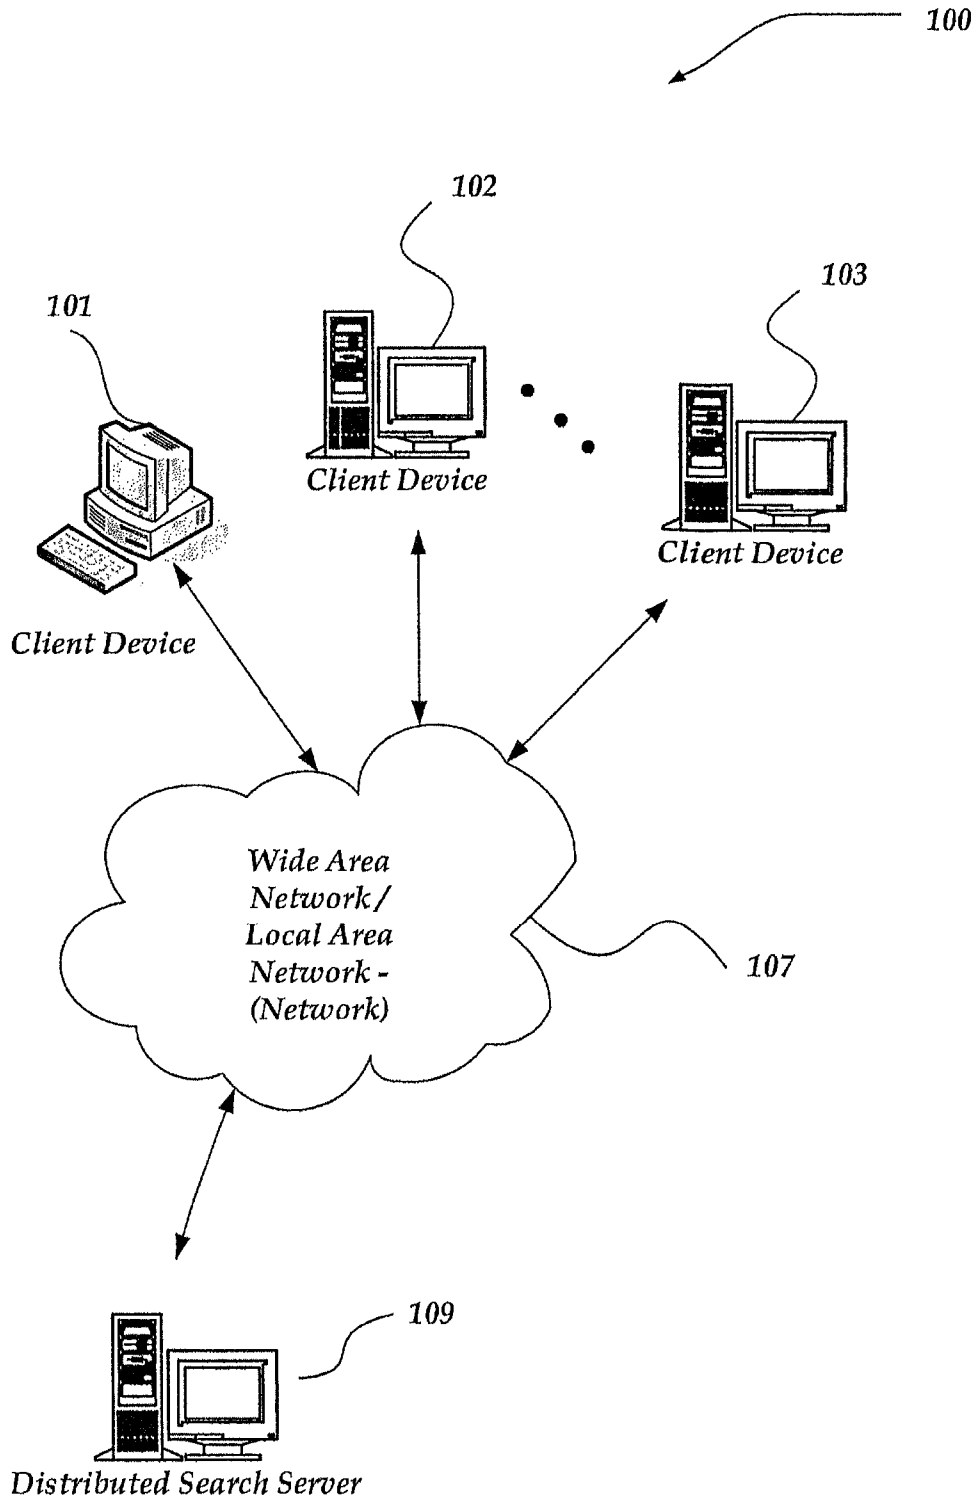 100
102
103
101
Client Device
Client Device
Client Device
Wide Area
Network /
Local Area
Network -
(Network)
107
109
Distributed Search Server